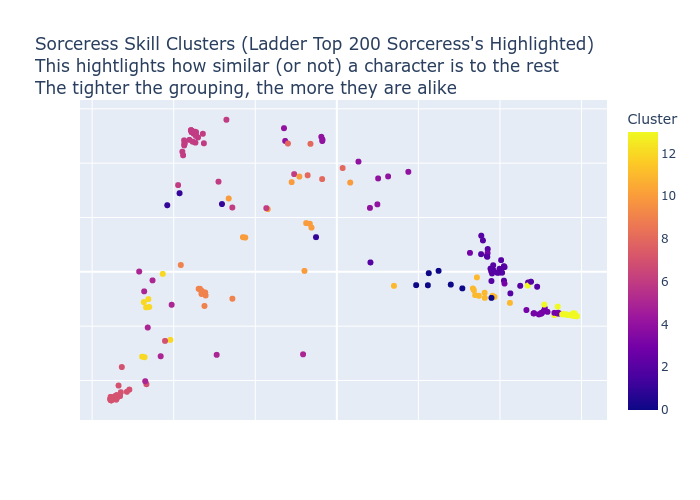 Sorceress Skill Clusters (Ladder Top 200 Sorceress's Highlighted)
This hightlights how similar (or not) a character is to the rest
The tighter the grouping, the more they are alike
Cluster
12
10
8
6
4
2
0